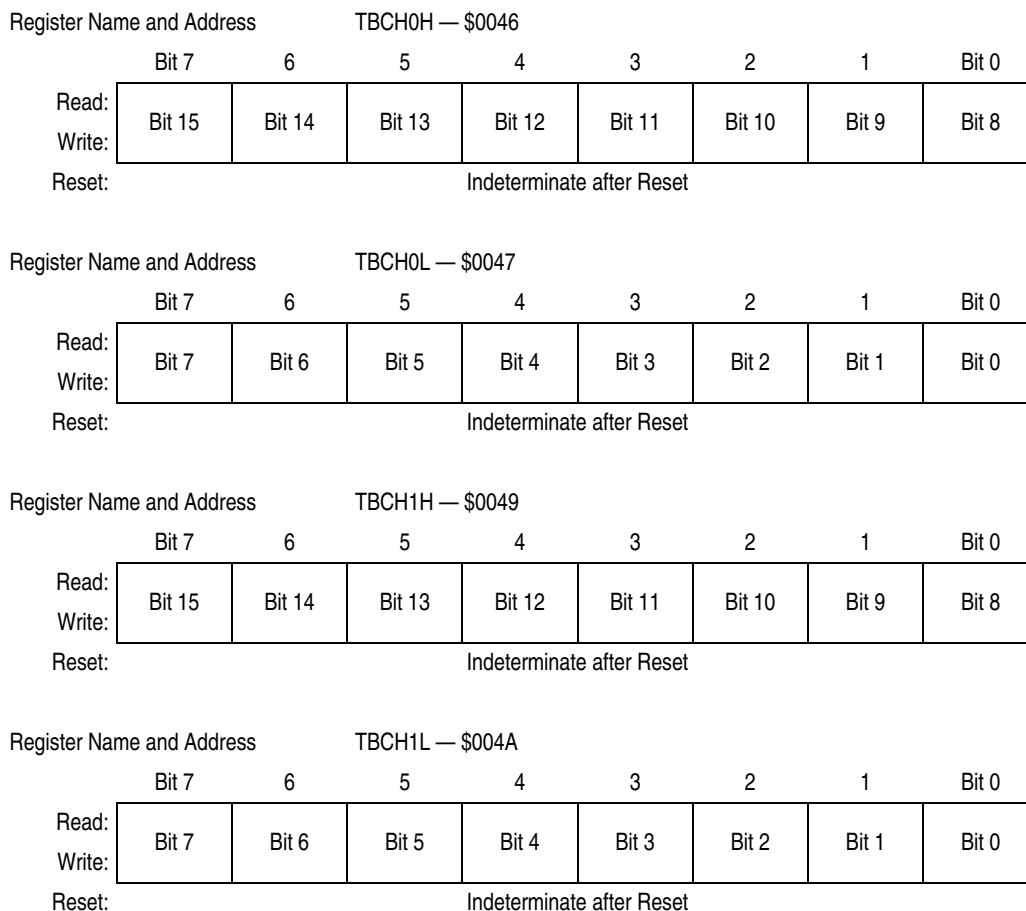 Register Name and Address TBCH0H — $0046
Bit 7 6 5 4 3 2 1 Bit 0
Read:
Bit 15 Bit 14 Bit 13 Bit 12 Bit 11 Bit 10 Bit 9 Bit 8
Write:
Reset: Indeterminate after Reset
Register Name and Address TBCH0L — $0047
Bit 7 6 5 4 3 2 1 Bit 0
Read:
Bit 7 Bit 6 Bit 5 Bit 4 Bit 3 Bit 2 Bit 1 Bit 0
Write:
Reset: Indeterminate after Reset
Register Name and Address TBCH1H — $0049
Bit 7 6 5 4 3 2 1 Bit 0
Read:
Bit 15 Bit 14 Bit 13 Bit 12 Bit 11 Bit 10 Bit 9 Bit 8
Write:
Reset: Indeterminate after Reset
Register Name and Address TBCH1L — $004A
Bit 7 6 5 4 3 2 1 Bit 0
Read:
Bit 7 Bit 6 Bit 5 Bit 4 Bit 3 Bit 2 Bit 1 Bit 0
Write:
Reset: Indeterminate after Reset